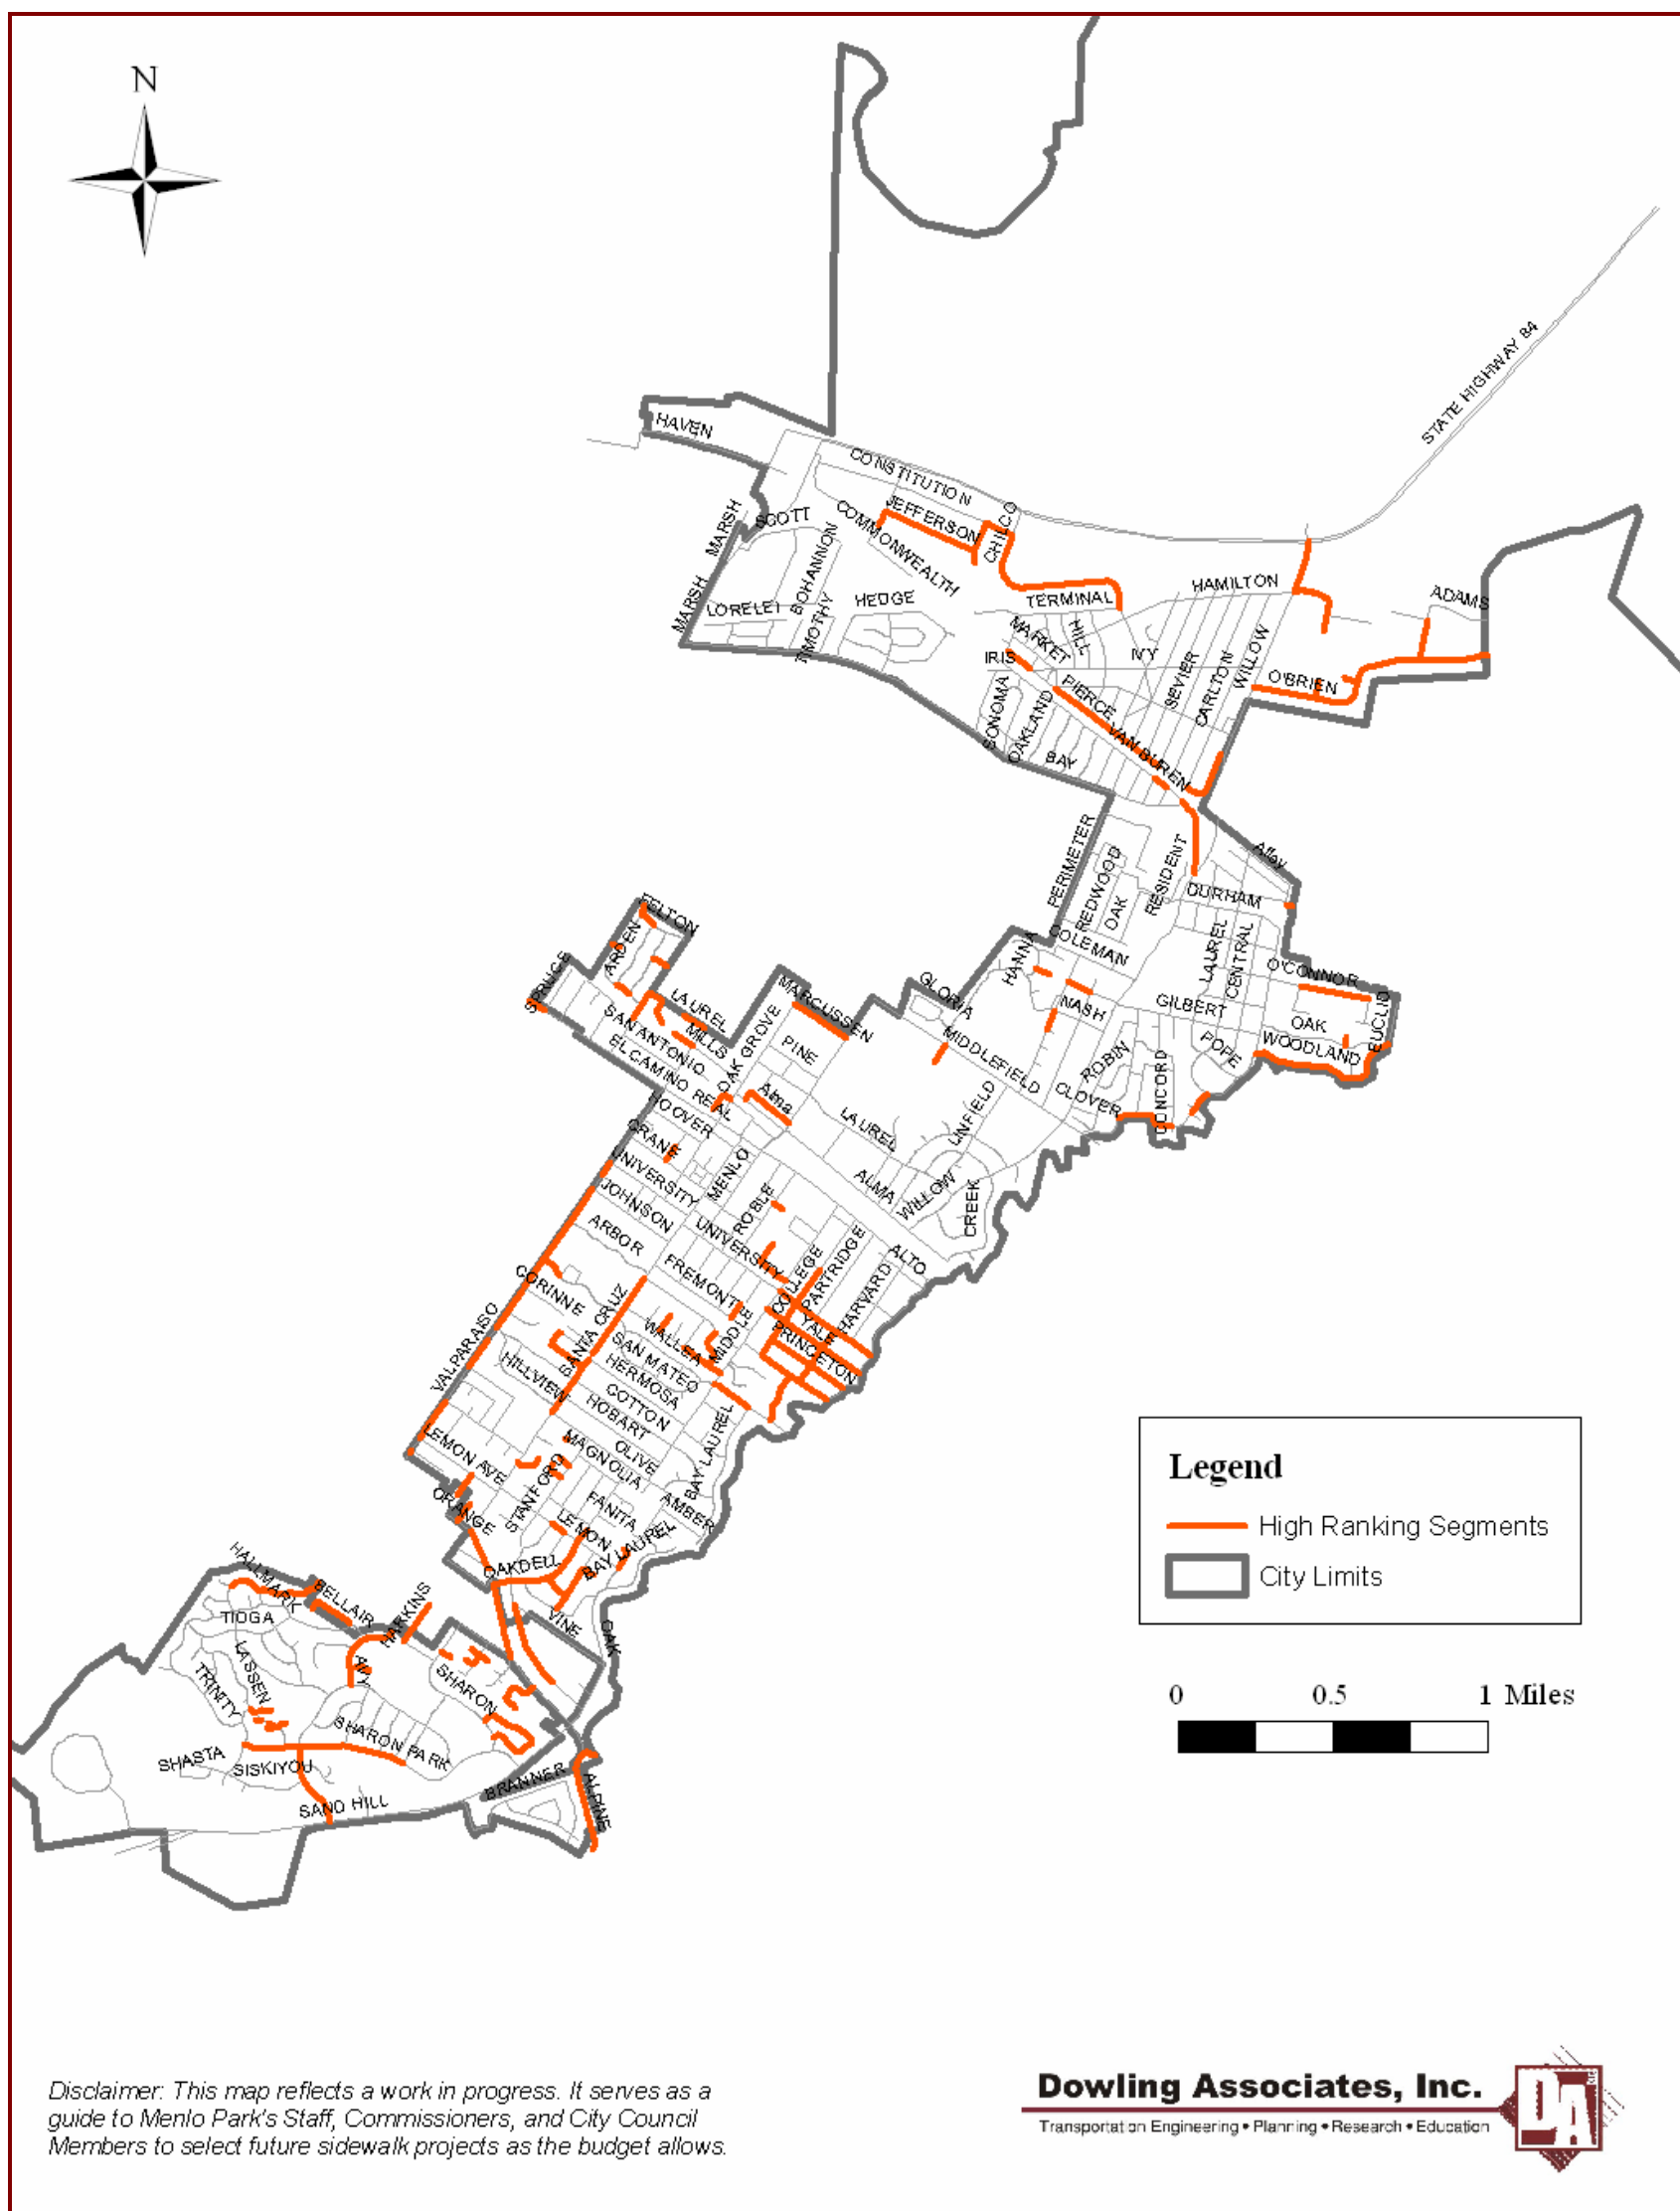 N
STATE HIGHWAY 84
HAVEN
CONSTITUTION
MARSH
SCOTT
JEFFERSON
CHILCO
COMMONWEALTH
BOHANNON
MARSH
LORELEI
TIMOTHY
HEDGE
TERMINAL
HAMILTON
ADAMS
MARKET
HILL
IVY
IRIS
SEVIER
CARLTON
WILLOW
O'BRIEN
PIERCE
SONOMA
OAKLAND
VAN BUREN
BAY
PERIMETER
REDWOOD
OAK
RESIDENT
Alley
DURHAM
FELTON
ARDEN
SPRUCE
HANNA
COLEMAN
LAUREL
CENTRAL
O'CONNOR
EUCLID
LAUREL
MARCUSSEN
GLORIA
NASH
GILBERT
OAK
WOODLAND
POPE
SAN ANTONIO
MILLS
OAK GROVE
PINE
MIDDLEFIELD
ROBIN
CONCORD
CLOVER
EL CAMINO REAL
Alma
LINFIELD
LAUREL
HOOVER
CRANE
MENLO
ALMA
WILLOW
CREEK
UNIVERSITY
ROBLE
JOHNSON
UNIVERSITY
ARBOR
COLLEGE
PARTRIDGE
ALTO
HARVARD
FREMONT
CORINNE
SANTA CRUZ
WALLEA
MIDDLE
YALE
PRINCETON
VALPARAISO
SAN MATEO
HERMOSA
HILLVIEW
COTTON
HOBART
BAY LAUREL
OLIVE
MAGNOLIA
LEMON AVE
STANFORD
AMBER
FANITA
ORANGE
LEMON
BAY LAUREL
OAKDELL
HALLMARK
BELLAIR
HARKINS
VINE
OAK
TIOGA
LASSEN
TRINITY
SHARON
SHARON PARK
SHASTA
SISKIYOU
SAND HILL
BRANNER
ALPINE
Legend
High Ranking Segments
City Limits
0 0.5 1 Miles
Disclaimer: This map reflects a work in progress. It serves as a
guide to Menlo Park's Staff, Commissioners, and City Council
Members to select future sidewalk projects as the budget allows.
Dowling Associates, Inc.
Transportation Engineering • Planning • Research • Education